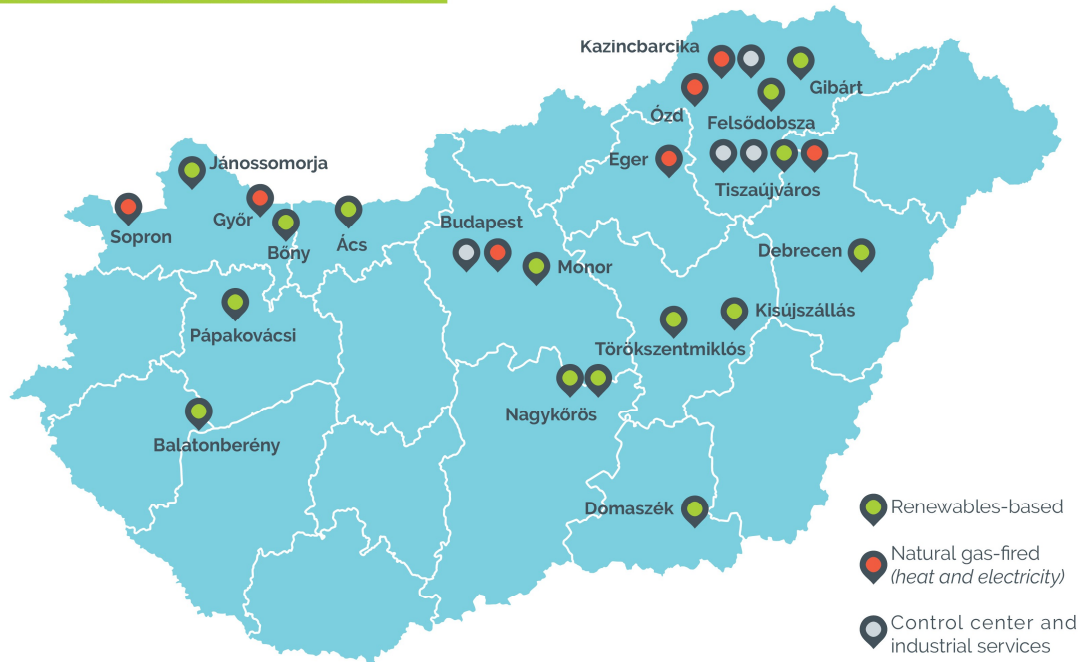 Kazincbarcika
Gibárt
Ózd
Felsődobsza
Eger
Tiszaújváros
Jánossomorja
Győr
Sopron
Bőny
Ács
Budapest
Monor
Debrecen
Pápakovácsi
Kisújszállás
Törökszentmiklós
Nagykőrös
Balatonberény
Domaszék
Renewables-based
Natural gas-fired
(heat and electricity)
Control center and
industrial services